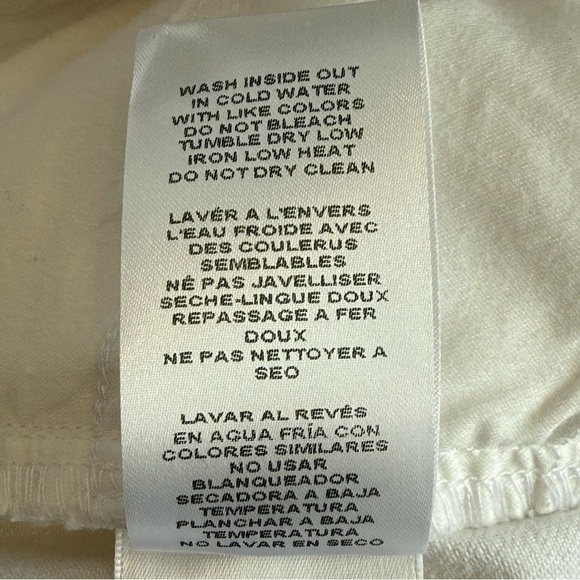 WASH INSIDE OUT
IN COLD WATER
WITH LIKE COLORS
DO NOT BLEACH
TUMBLE DRY LOW
IRON LOW HEAT
DO NOT DRY CLEAN
LAVÉR A L'ENVERS
L'EAU FROIDE AVEC
DES COULERUS
SEMBLABLES
NÉ PAS JAVELLISER
SECHE-LINGUE DOUX
REPASSAGE A FER
DOUX
NE PAS NETTOYER A
SEO
LAVAR AL REVÉS
EN AGUA FRÍA CON
COLORES SIMILARES
NO USAR
BLANQUEADOR
SECADORA A BAJA
TEMPERATURA
PLANCHAR A BAJA
TEMPERATURA
NO LAVAR EN SECO